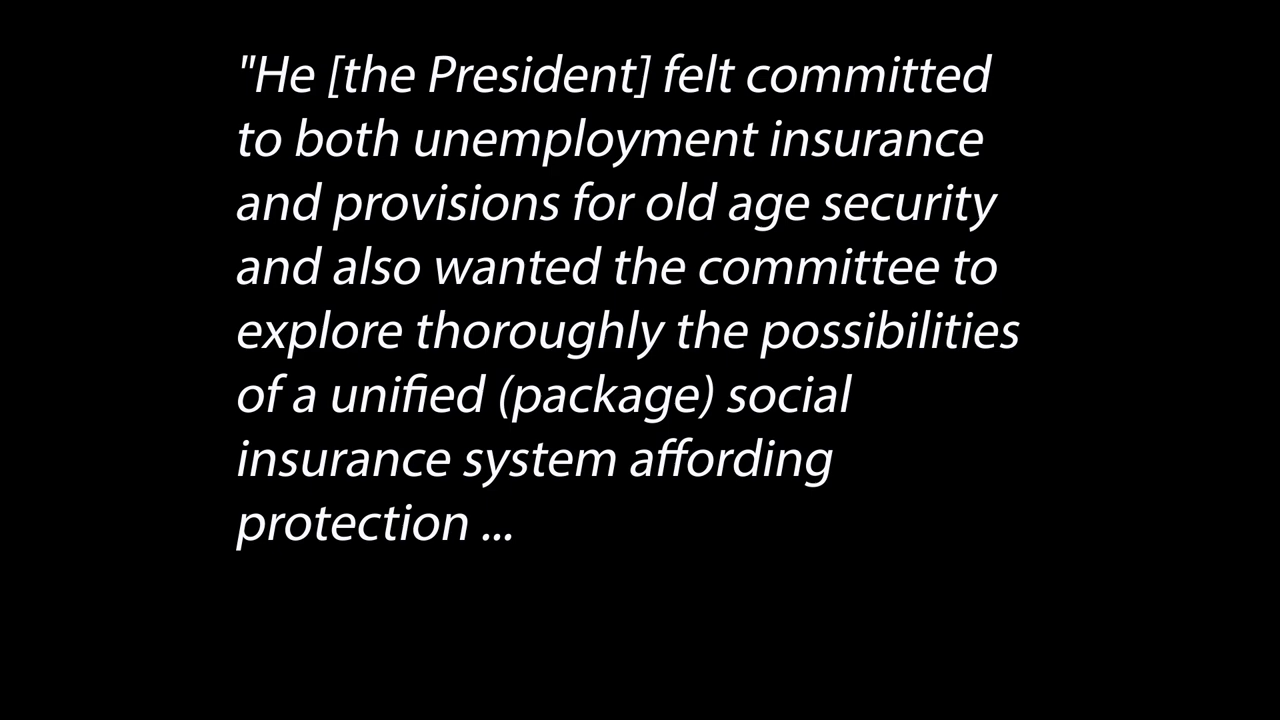 "He [the President] felt committed
to both unemployment insurance
and provisions for old age security
and also wanted the committee to
explore thoroughly the possibilities
of a unified (package) social
insurance system affording
protection ...